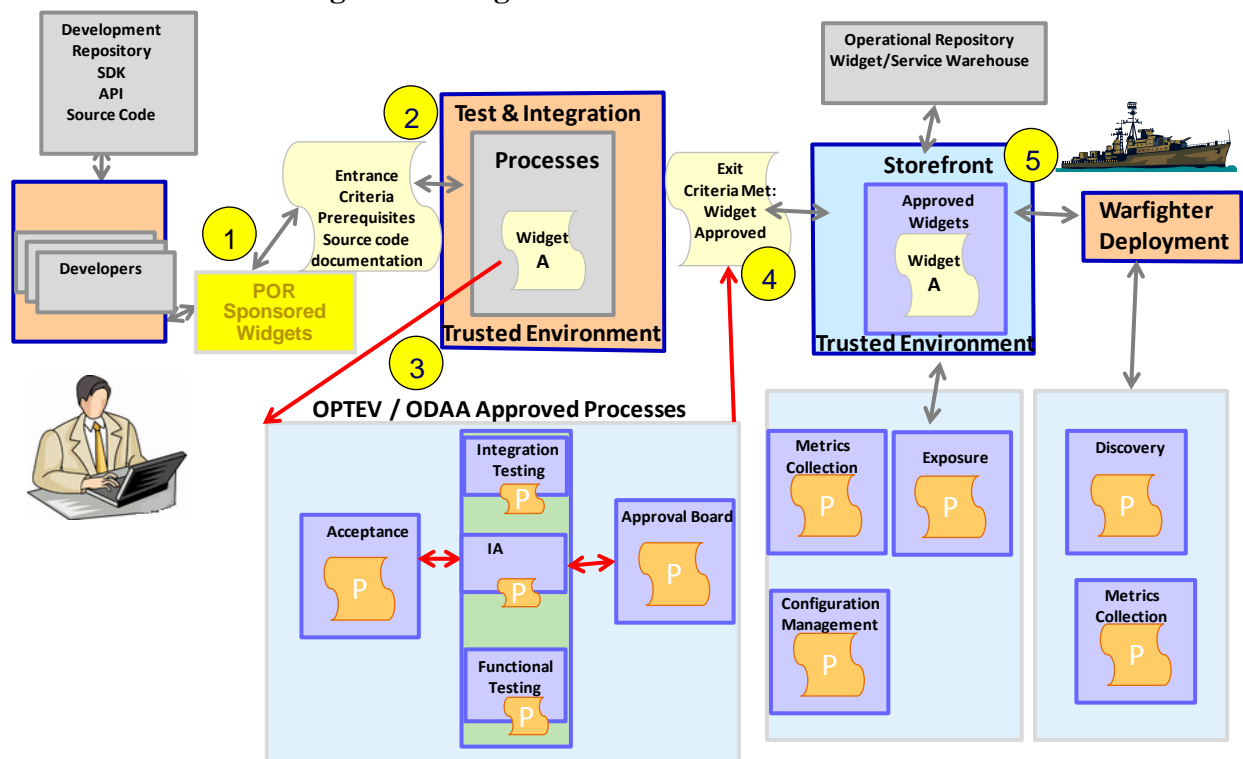 Development
Repository
SDK
API
Source Code
Developers
1
POR
Sponsored
Widgets
Entrance
Criteria
Prerequisites
Source code
documentation
2
Test & Integration
Processes
Widget
A
Trusted Environment
3
OPTEV / ODAA Approved Processes
Acceptance
P
Integration
Testing
P
IA
P
Functional
Testing
P
Approval Board
P
Exit
Criteria Met:
Widget
Approved
4
Operational Repository
Widget/Service Warehouse
Storefront
5
Approved
Widgets
Widget
A
Trusted Environment
Warfighter
Deployment
Metrics
Collection
P
Exposure
P
Configuration
Management
P
Discovery
P
Metrics
Collection
P